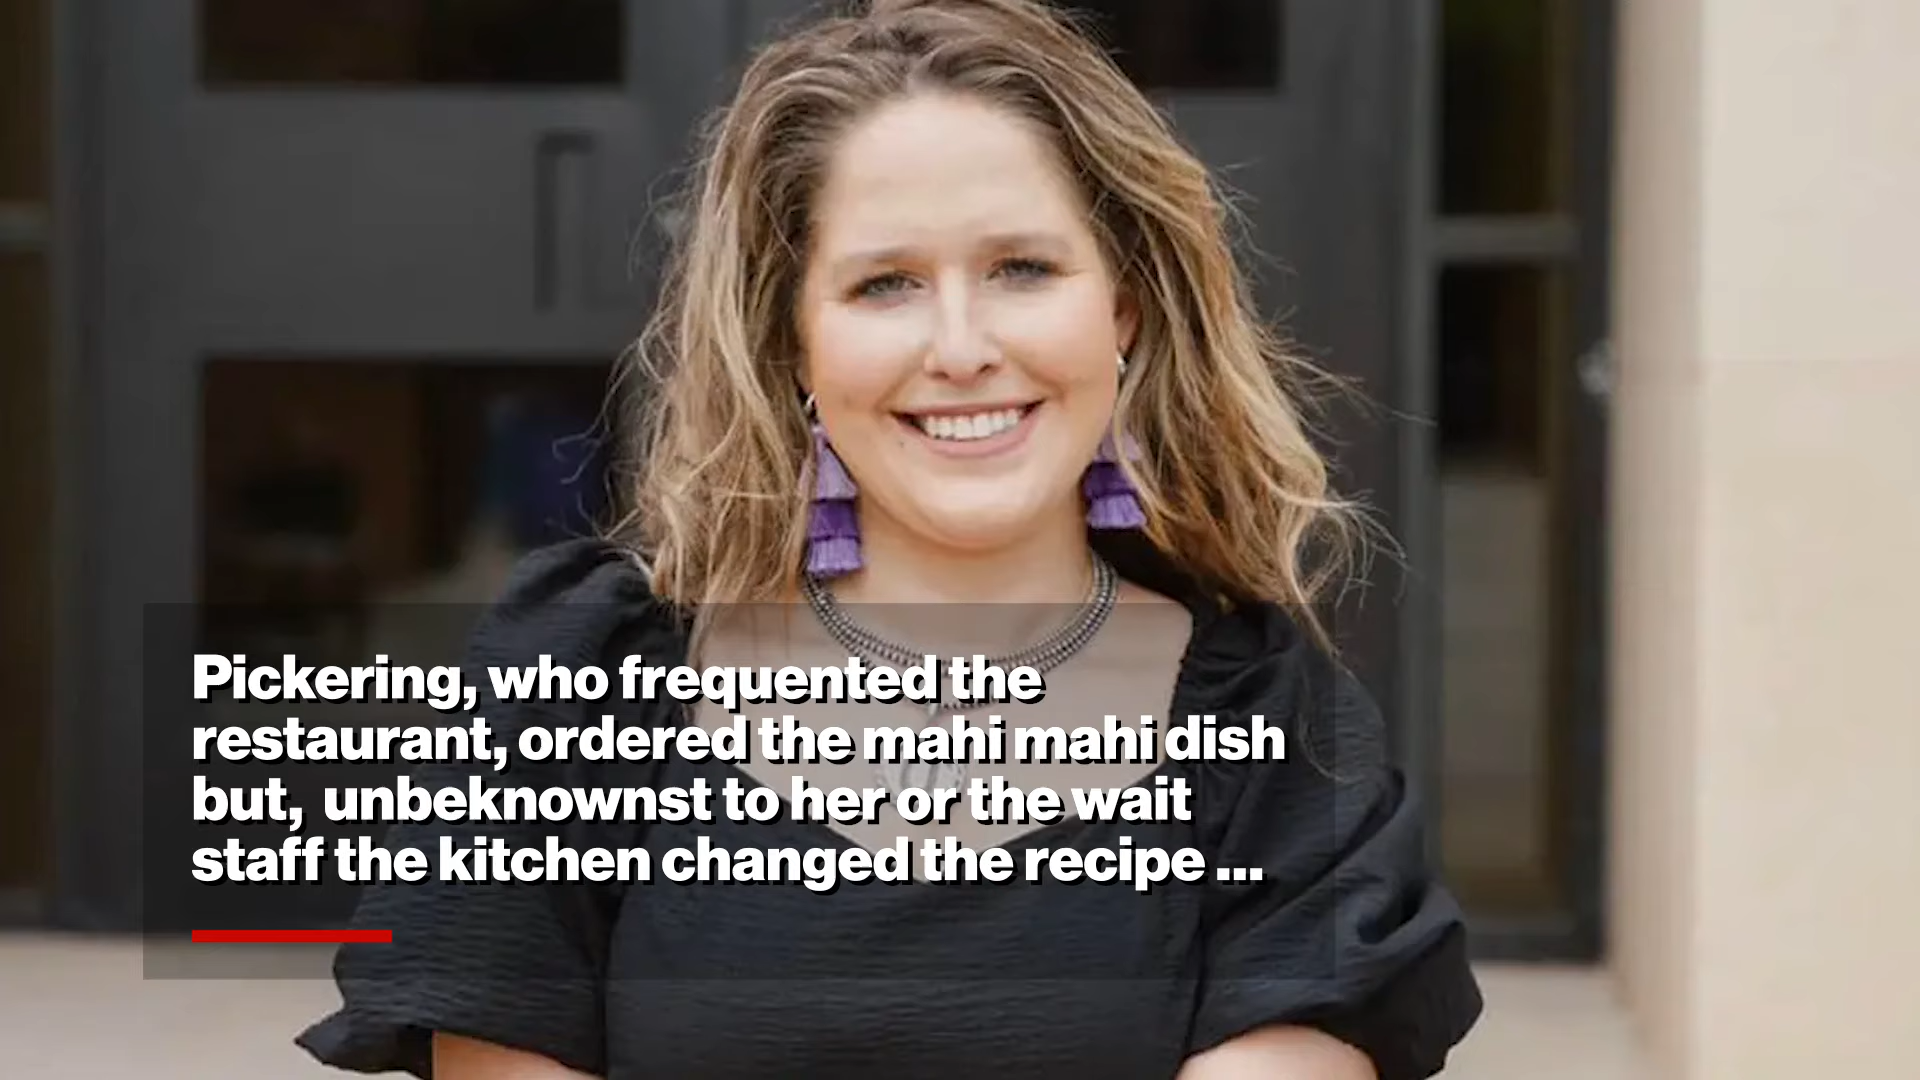 Pickering, who frequented the
restaurant, ordered the mahi mahi dish
but, unbeknownst to her or the wait
staff the kitchen changed the recipe ...